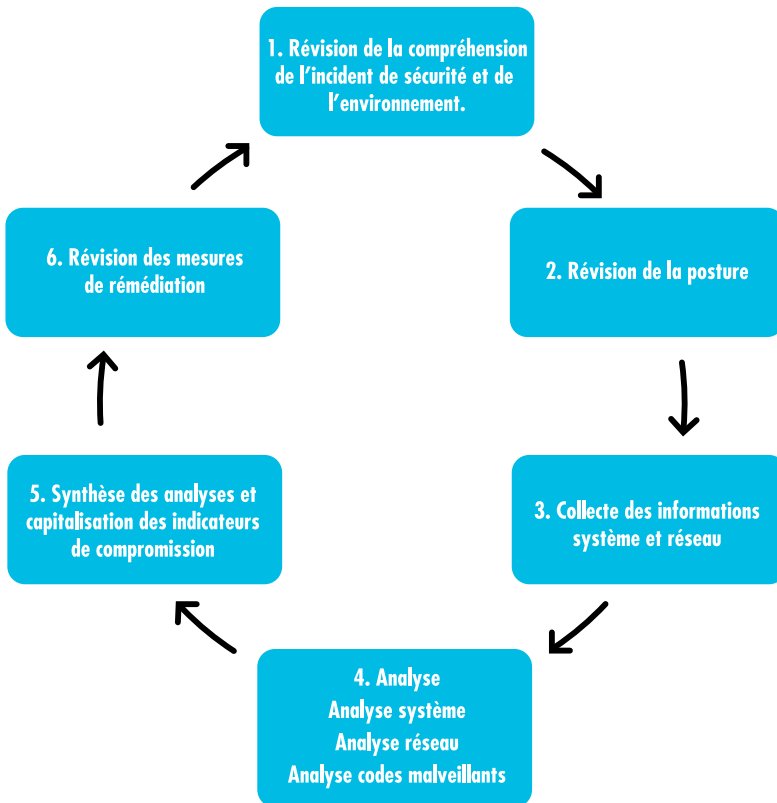 1. Révision de la compréhension
de l'incident de sécurité et de
l'environnement.
2. Révision de la posture
3. Collecte des informations
système et réseau
4. Analyse
Analyse système
Analyse réseau
Analyse codes malveillants
5. Synthèse des analyses et
capitalisation des indicateurs
de compromission
6. Révision des mesures
de rémédiation